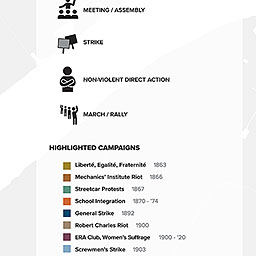 MEETING / ASSEMBLY
STRIKE
NON-VIOLENT DIRECT ACTION
MARCH / RALLY
HIGHLIGHTED CAMPAIGNS
Liberté, Egalité, Fraternité 1863
Mechanics' Institute Riot 1866
Streetcar Protests 1867
School Integration 1870 - '74
General Strike 1892
Robert Charles Riot 1900
ERA Club, Women's Suffrage 1900 - '20
Screwmen's Strike 1903